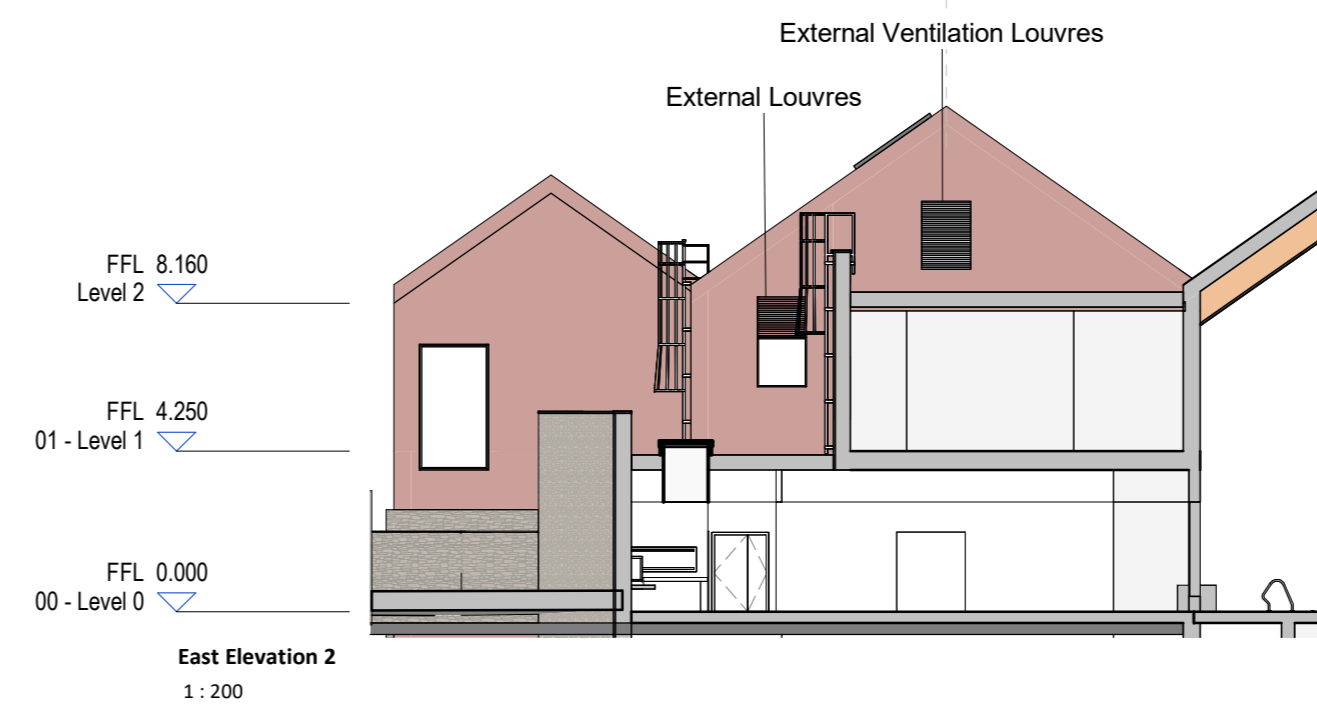 External Ventilation Louvres
External Louvres
FFL 8.160
Level 2
FFL 4.250
01 - Level 1
FFL 0.000
00 - Level 0
East Elevation 2
1 : 200